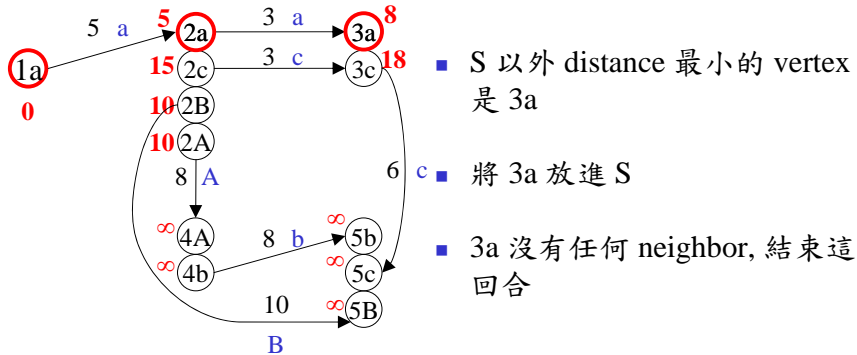 5 a
5
2a
3 a
3a
8
1a
0
15
2c
3 c
3c
18
10
2B
10
2A
8 A
6 c
∞
4A
∞
4b
8 b
∞
5b
∞
5c
10
∞
5B
B
S 以外 distance 最小的 vertex
是 3a
將 3a 放進 S
3a 沒有任何 neighbor, 結束這
回合